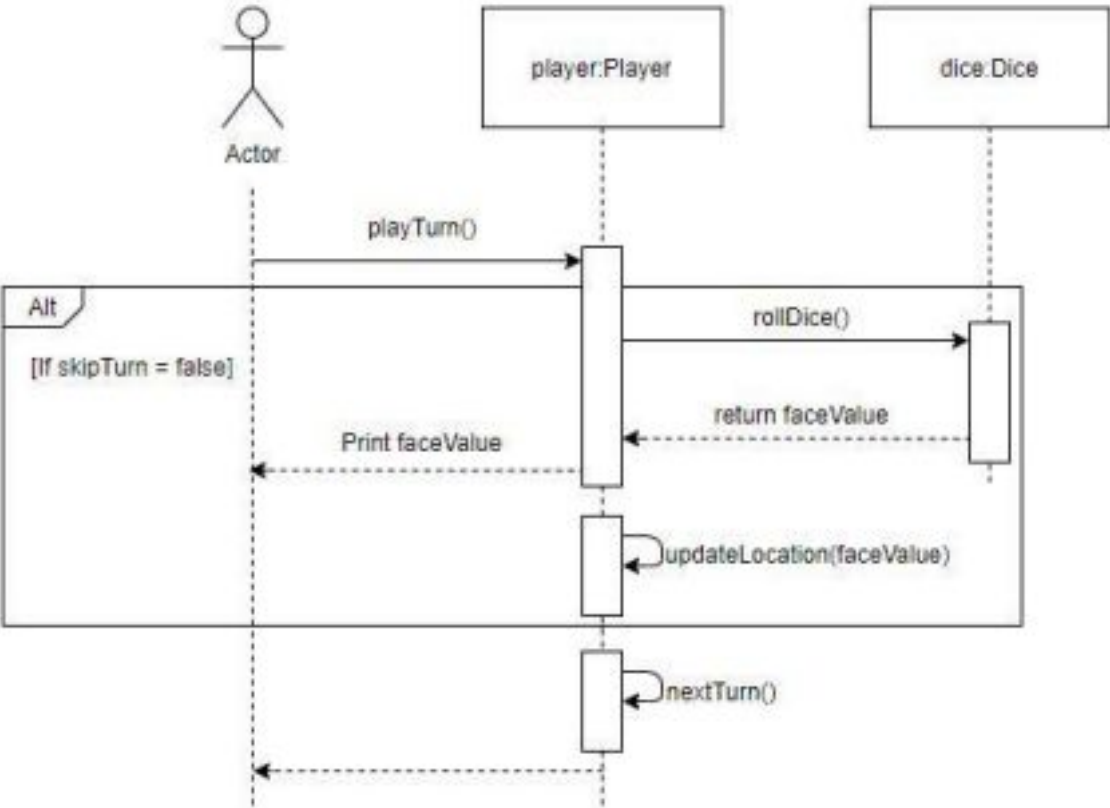 player:Player
dice:Dice
Actor
playTurn()
Alt
rollDice()
[If skipTurn = false]
return faceValue
Print faceValue
updateLocation(faceValue)
nextTurn()